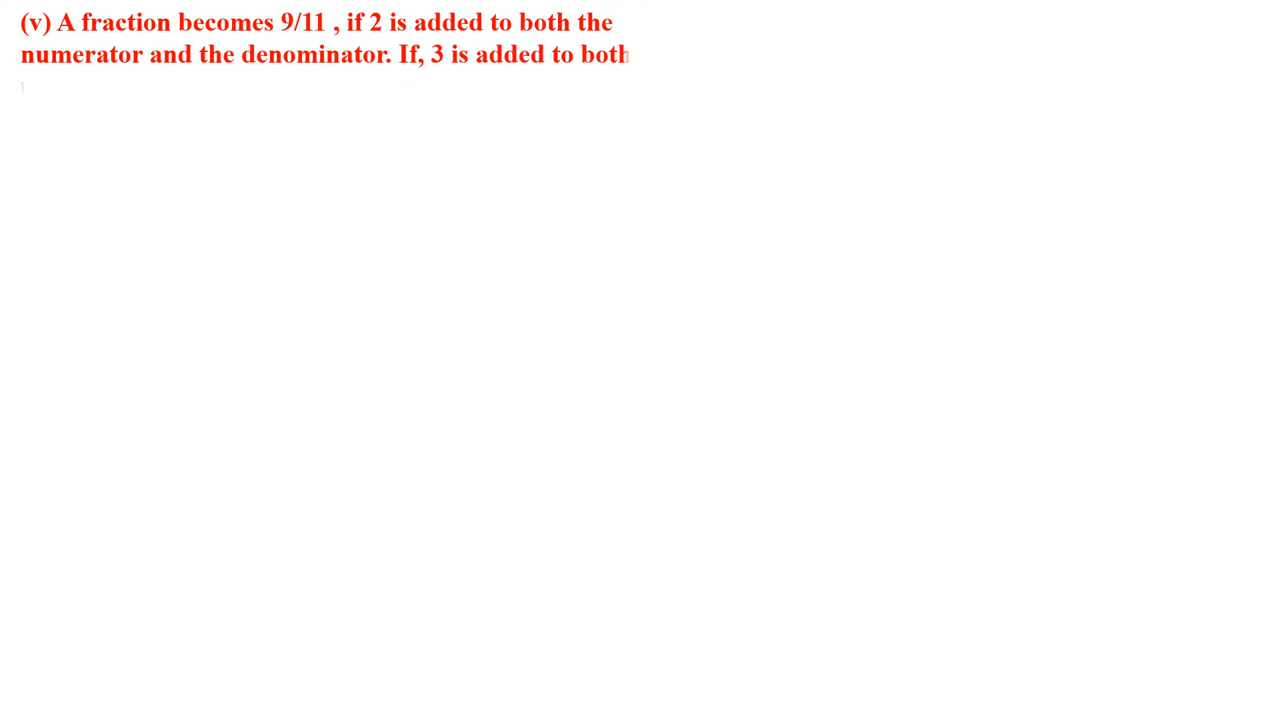 (v) A fraction becomes 9/11 , if 2 is added to both the
numerator and the denominator. If, 3 is added to both